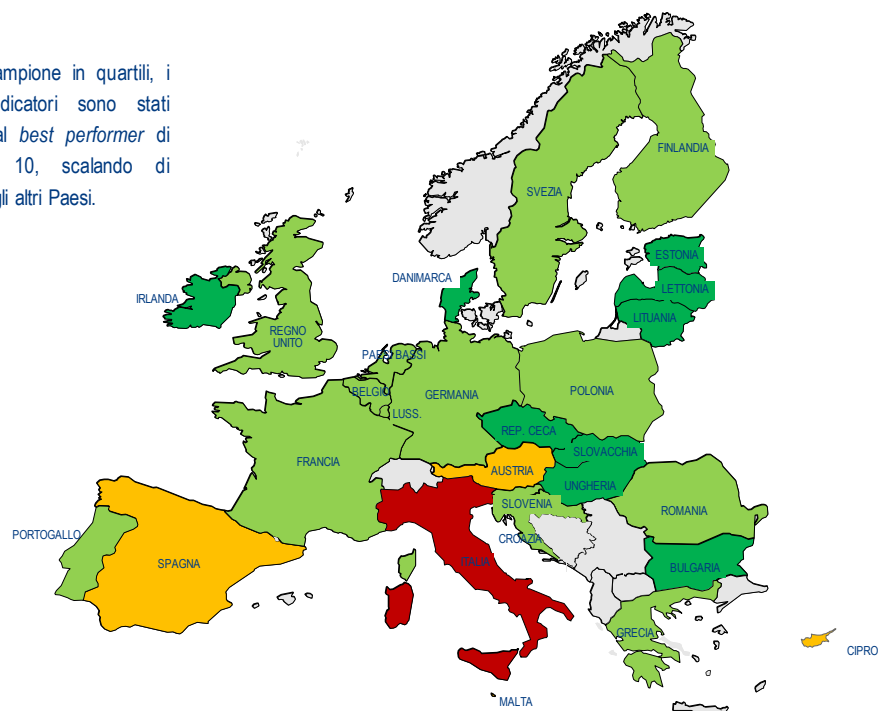 ampione in quartili, i
dicatori sono stati
al best performer di
10, scalando di
gli altri Paesi.
FINLANDIA
SVEZIA
ESTONIA
DANIMARCA
LETTONIA
IRLANDA
LITUANIA
REGNO
UNITO
PAESI BASSI
BELGIO
GERMANIA
POLONIA
LUSS.
REP. CECA
SLOVACCHIA
FRANCIA
AUSTRIA
UNGHERIA
SLOVENIA
ROMANIA
PORTOGALLO
CROAZIA
SPAGNA
ITALIA
BULGARIA
GRECIA
CIPRO
MALTA